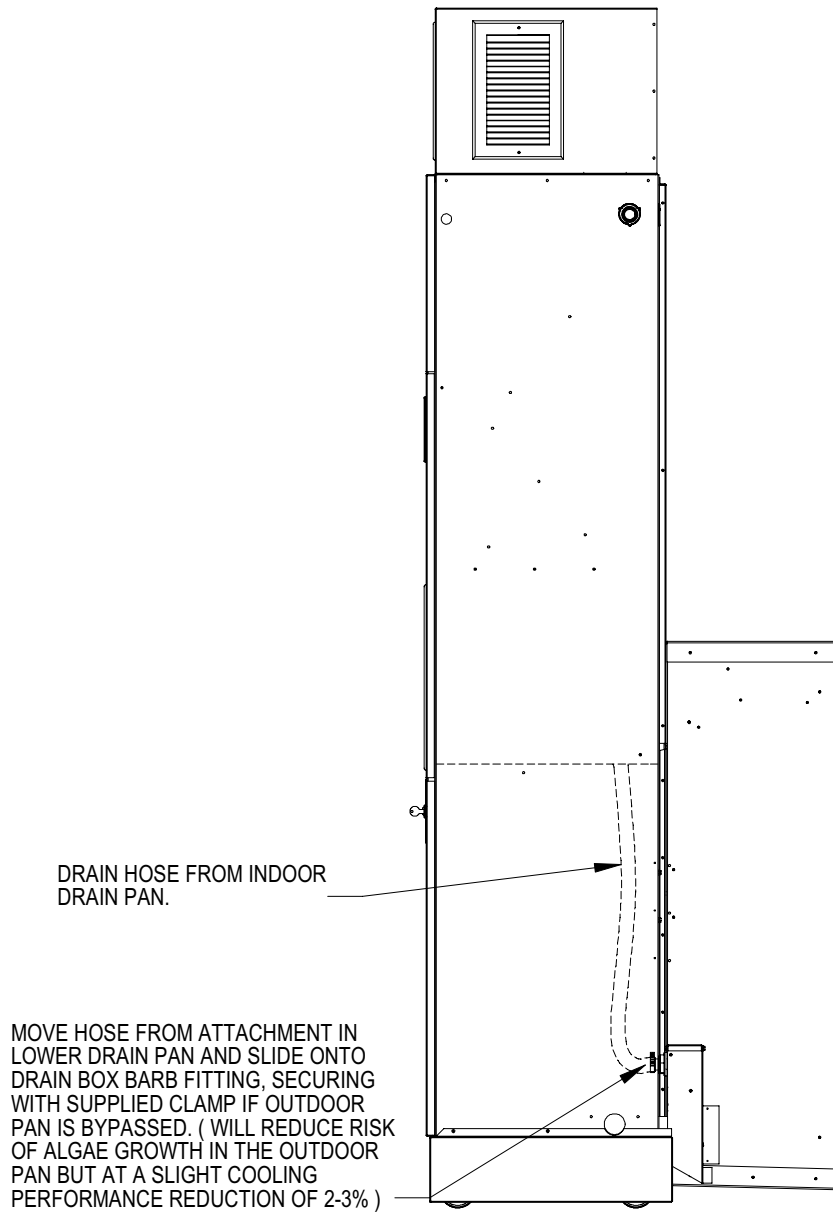 DRAIN HOSE FROM INDOOR
DRAIN PAN.
MOVE HOSE FROM ATTACHMENT IN
LOWER DRAIN PAN AND SLIDE ONTO
DRAIN BOX BARB FITTING, SECURING
WITH SUPPLIED CLAMP IF OUTDOOR
PAN IS BYPASSED. ( WILL REDUCE RISK
OF ALGAE GROWTH IN THE OUTDOOR
PAN BUT AT A SLIGHT COOLING
PERFORMANCE REDUCTION OF 2-3% )